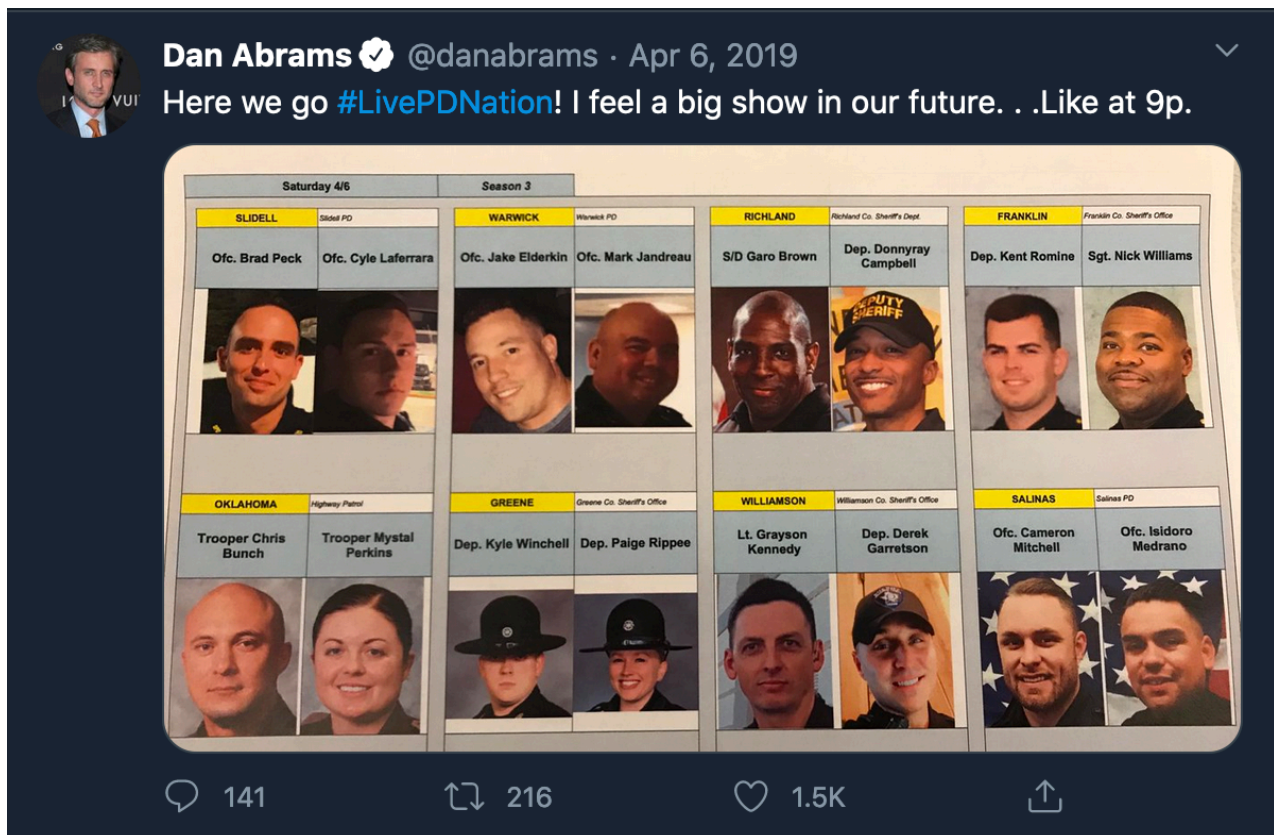 Dan Abrams @danabrams · Apr 6, 2019
Here we go #LivePDNation! I feel a big show in our future. . .Like at 9p.
Saturday 4/6 Season 3
SLIDELL Slidell PD
Ofc. Brad Peck Ofc. Cyle Laferrara
WARWICK Warwick PD
Ofc. Jake Elderkin Ofc. Mark Jandreau
RICHLAND Richland Co. Sheriff's Dept.
S/D Garo Brown Dep. Donnyray
Campbell
DEPUTY
SHERIFF
FRANKLIN Franklin Co. Sheriff's Office
Dep. Kent Romine Sgt. Nick Williams
OKLAHOMA Highway Patrol
Trooper Chris Trooper Mystal
Bunch Perkins
GREENE Greene Co. Sheriff's Office
Dep. Kyle Winchell Dep. Paige Rippee
WILLIAMSON Williamson Co. Sheriff's Office
Lt. Grayson Dep. Derek
Kennedy Garretson
SALINAS Salinas PD
Ofc. Cameron Ofc. Isidoro
Mitchell Medrano
141 216 1.5K